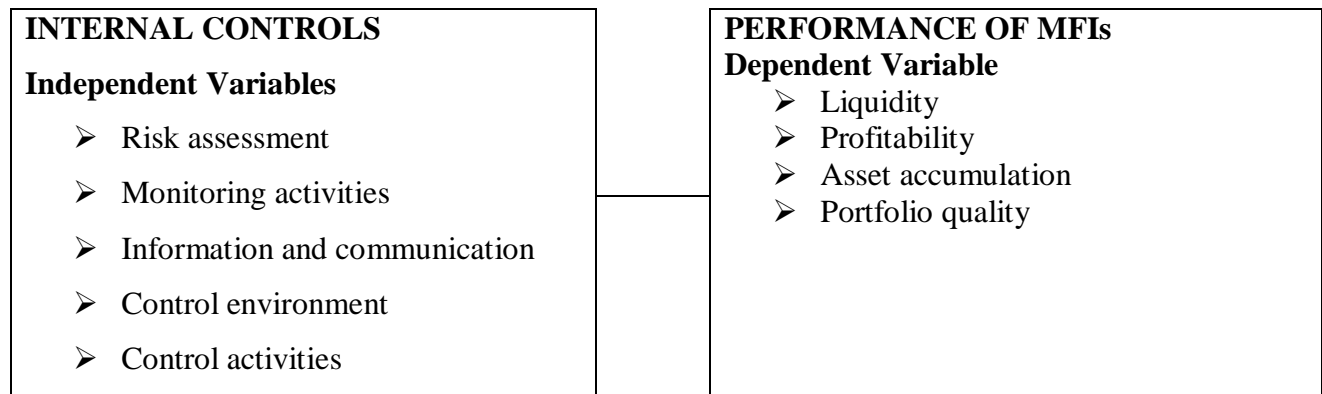 INTERNAL CONTROLS
Independent Variables
➢ Risk assessment
➢ Monitoring activities
➢ Information and communication
➢ Control environment
➢ Control activities
PERFORMANCE OF MFIs
Dependent Variable
➢ Liquidity
➢ Profitability
➢ Asset accumulation
➢ Portfolio quality